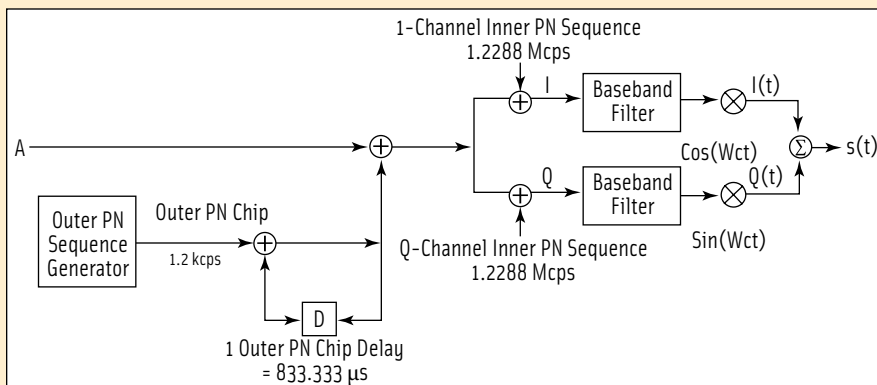 1-Channel Inner PN Sequence
1.2288 Mcps
I
Baseband
Filter
I(t)
A
Cos(Wct)
Σ
s(t)
Q
Baseband
Filter
Q(t)
Outer PN
Sequence
Generator
Outer PN Chip
1.2 kcps
Sin(Wct)
Q-Channel Inner PN Sequence
1.2288 Mcps
D
1 Outer PN Chip Delay
= 833.333 μs